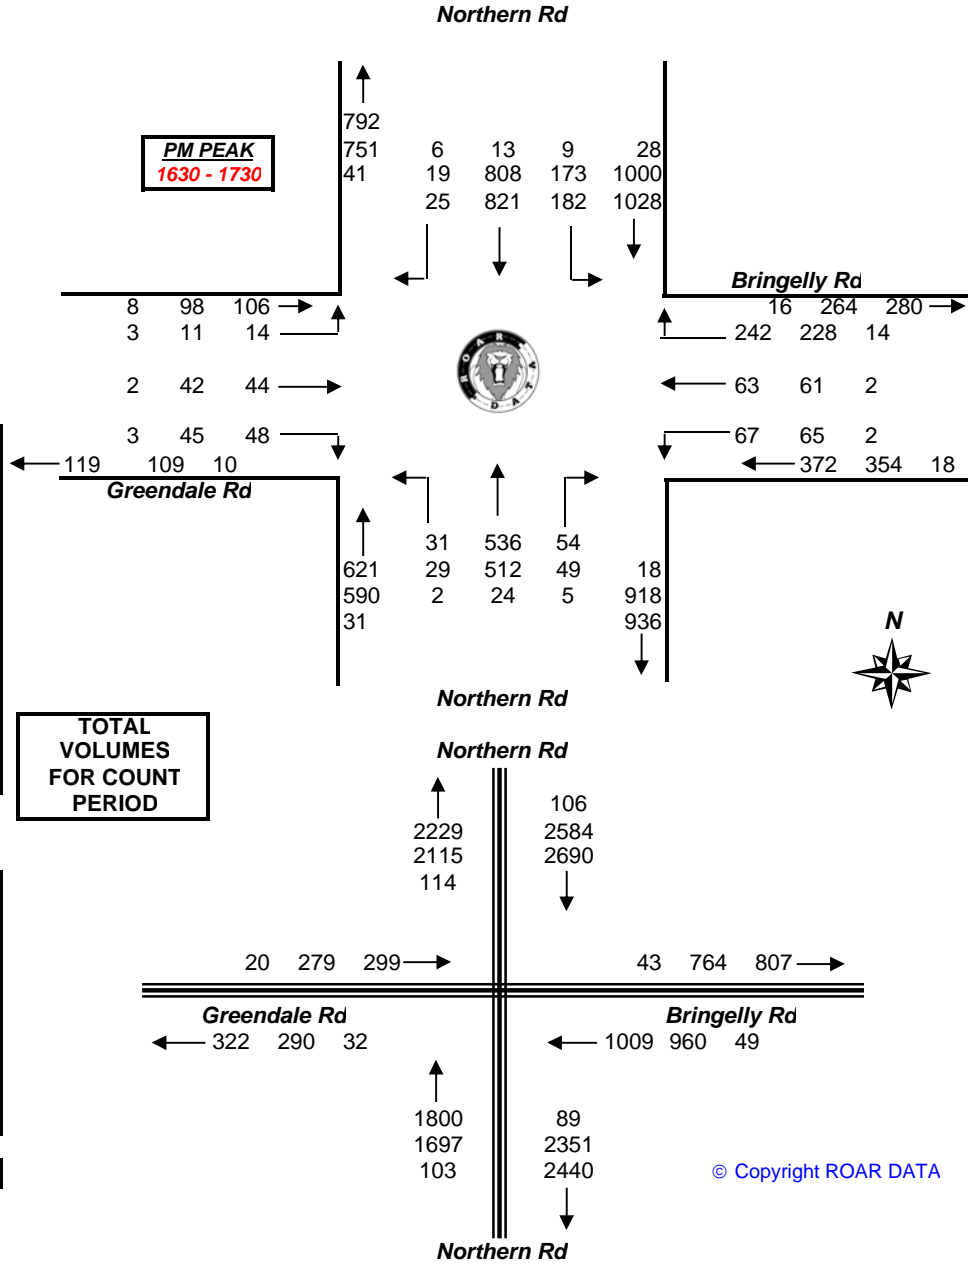 Northern Rd
792
PM PEAK
751 6 13 9 28
1630 - 1730
41 19 808 173 1000
25 821 182 1028
Bringelly Rd
8 98 106
16 264 280
3 11 14
242 228 14
ROAR DATA
2 42 44
63 61 2
3 45 48
67 65 2
119 109 10
372 354 18
Greendale Rd
31 536 54
621 29 512 49 18
590 2 24 5 918
31 936
N
Northern Rd
TOTAL
VOLUMES
FOR COUNT
PERIOD
Northern Rd
106
2229 2584
2115 2690
114
20 279 299
43 764 807
Greendale Rd
Bringelly Rd
322 290 32
1009 960 49
1800 89
1697 2351
103 2440
© Copyright ROAR DATA
Northern Rd